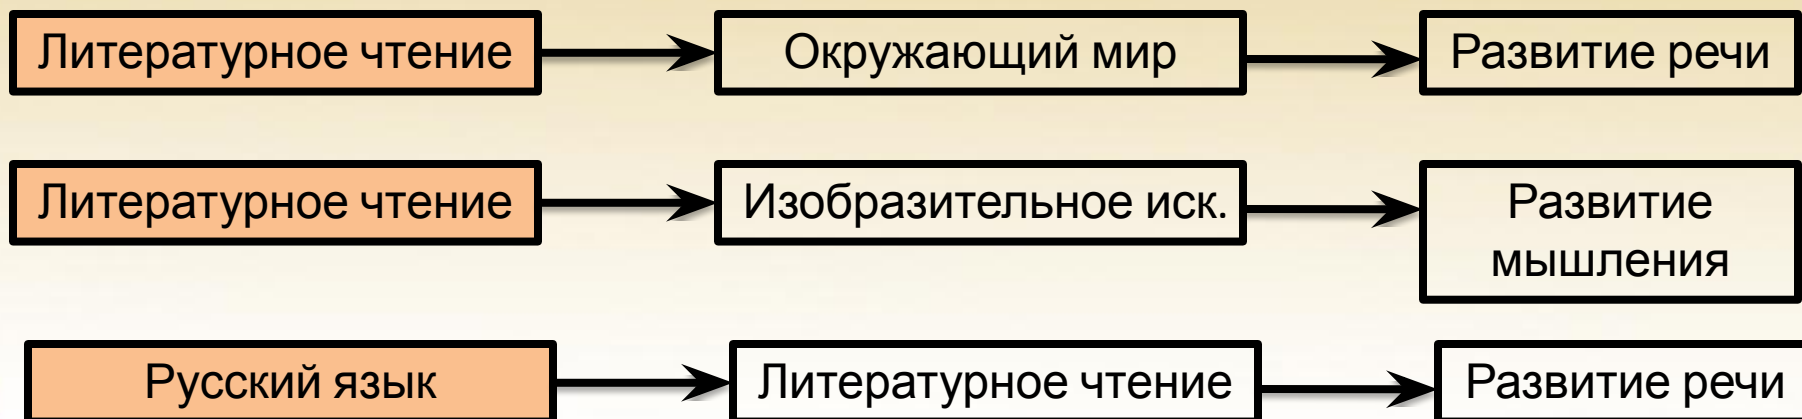 Литературное чтение Окружающий мир Развитие речи
Литературное чтение Изобразительное иск. Развитие
мышления
Русский язык Литературное чтение Развитие речи